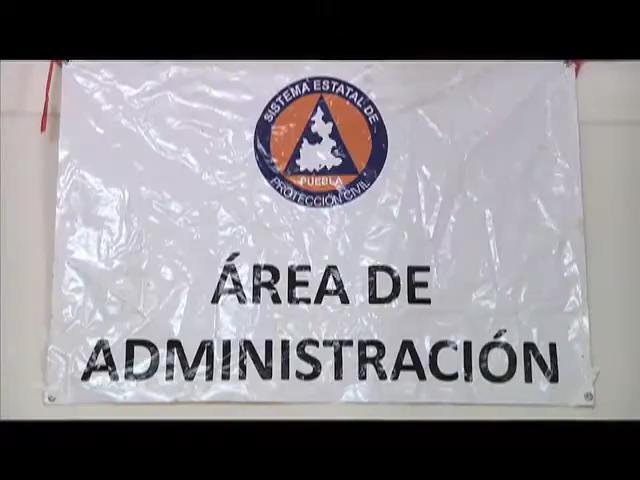 SISTEMA ESTATAL DE
PUEBLA
PROTECCIÓN CIVIL
ÁREA DE
ADMINISTRACIÓN